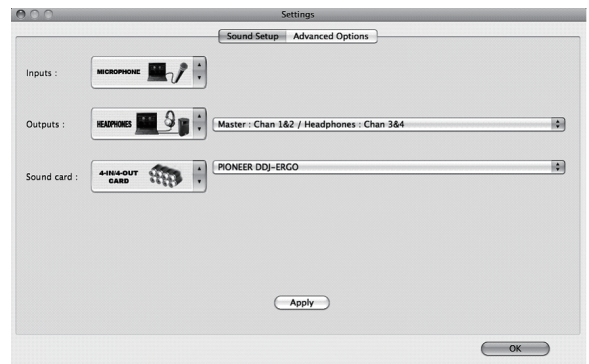 Settings
Sound Setup Advanced Options
Inputs :
MICROPHONE
Outputs :
HEADPHONES
Master : Chan 1&2 / Headphones : Chan 3&4
Sound card :
4-IN/4-OUT
CARD
PIONEER DDJ-ERGO
Apply
OK